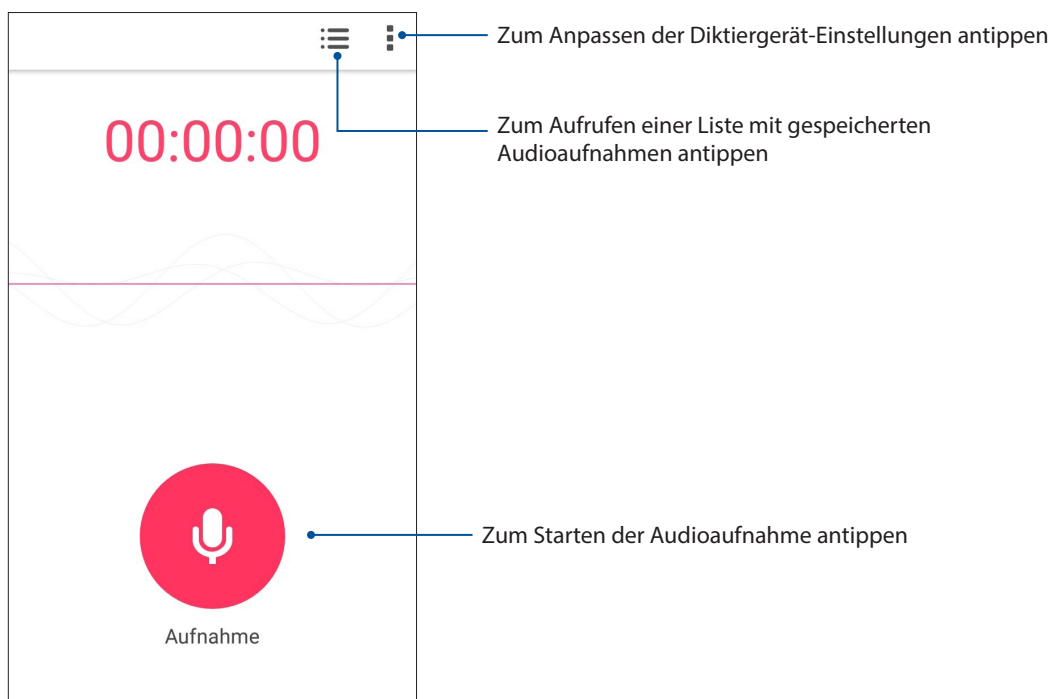 Zum Anpassen der Diktiergerät-Einstellungen antippen
00:00:00
Zum Aufrufen einer Liste mit gespeicherten
Audioaufnahmen antippen
Zum Starten der Audioaufnahme antippen
Aufnahme